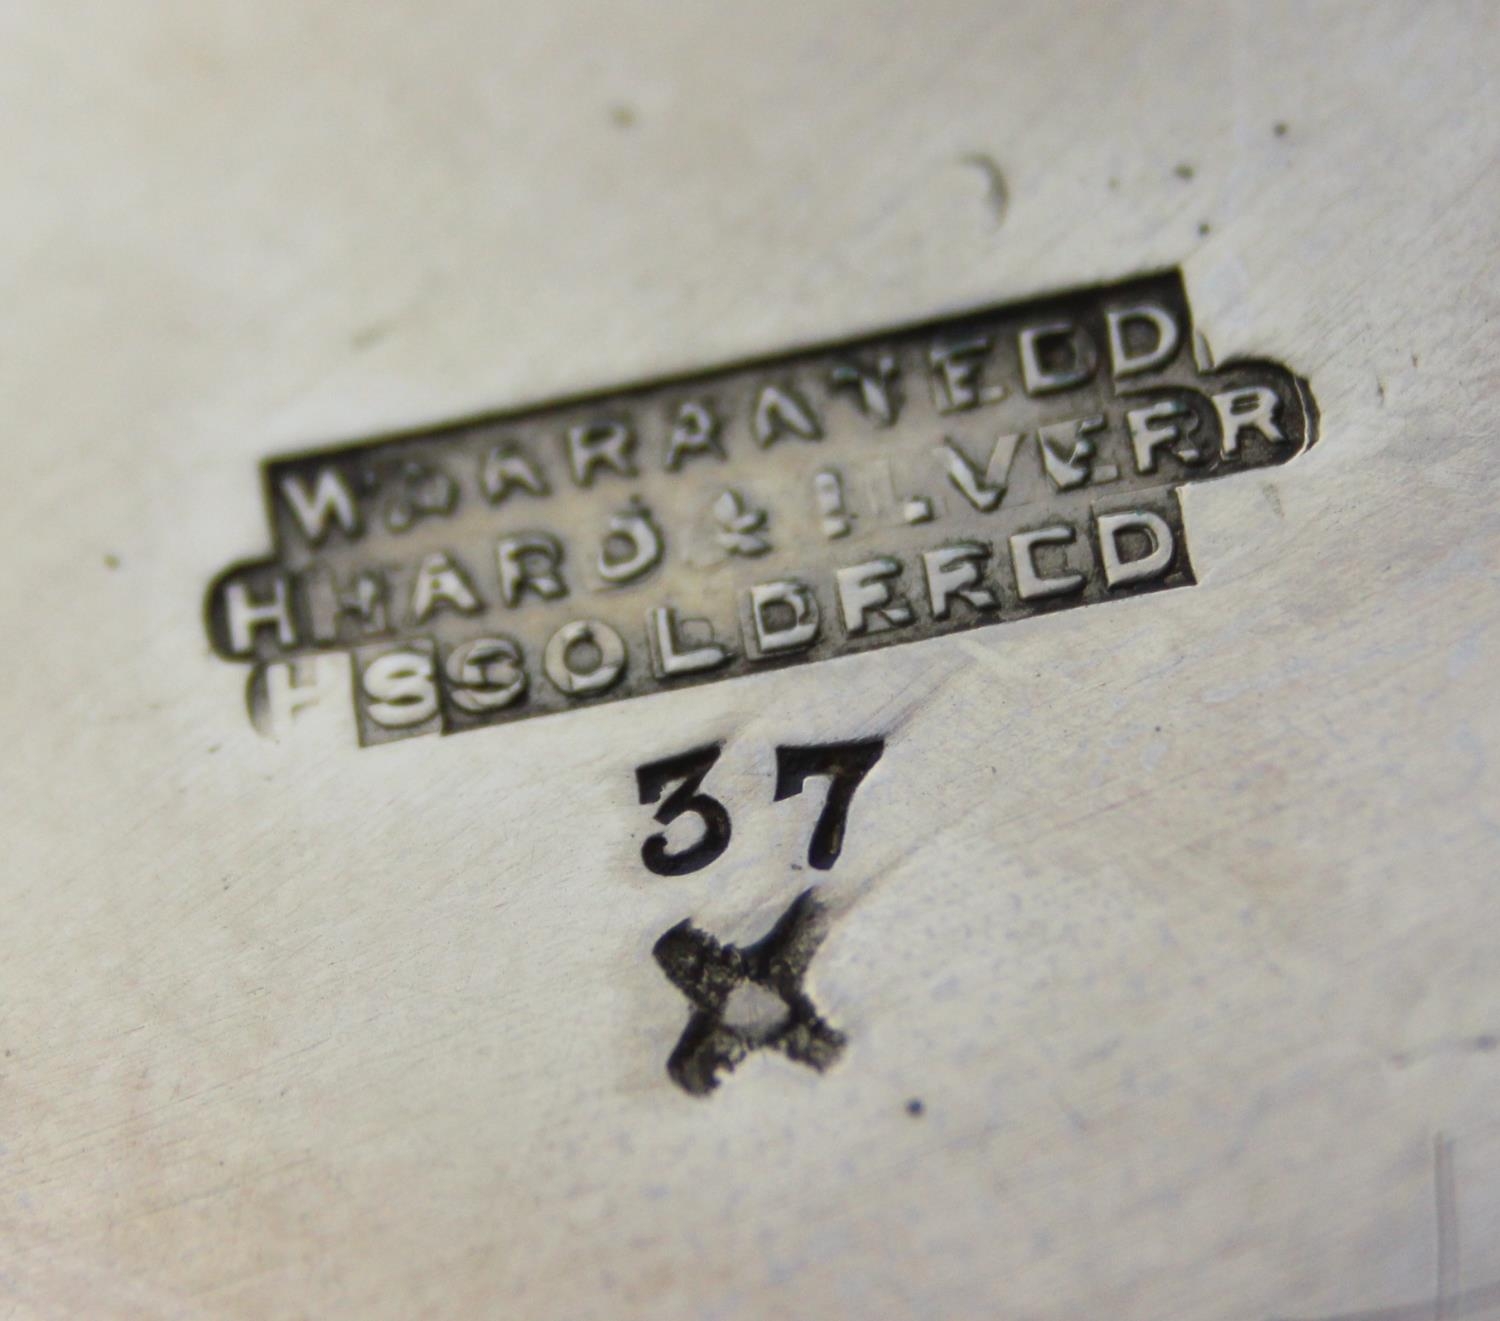 WARRANTED
HARD & SILVER
SOLDERED
37